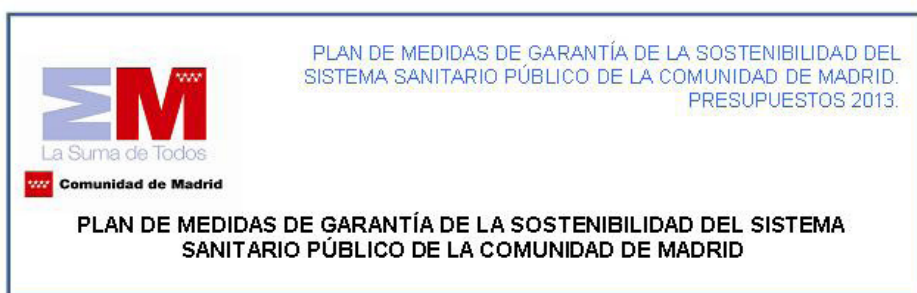 PLAN DE MEDIDAS DE GARANTÍA DE LA SOSTENIBILIDAD DEL
SISTEMA SANITARIO PÚBLICO DE LA COMUNIDAD DE MADRID.
PRESUPUESTOS 2013.
ΣM
La Suma de Todos
Comunidad de Madrid
PLAN DE MEDIDAS DE GARANTÍA DE LA SOSTENIBILIDAD DEL SISTEMA
SANITARIO PÚBLICO DE LA COMUNIDAD DE MADRID